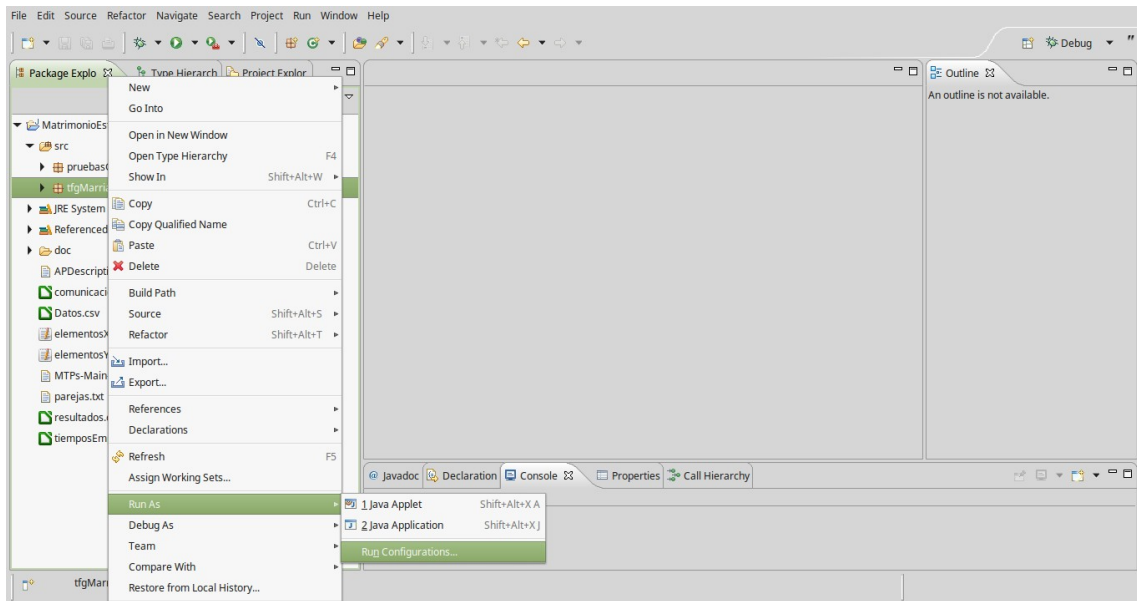 File Edit Source Refactor Navigate Search Project Run Window Help
Debug
Package Explo Type Hierarch Project Explor
Outline
An outline is not available.
MatrimonioEs
src
pruebas
tfgMarri
JRE System
Referenced
doc
APDescripti
comunicaci
Datos.csv
elementosX
elementosY
MTPs-Main
parejas.txt
resultados.
tiemposEm
New
Go Into
Open in New Window
Open Type Hierarchy F4
Show In Shift+Alt+W
Copy Ctrl+C
Copy Qualified Name
Paste Ctrl+V
Delete Delete
Build Path
Source Shift+Alt+S
Refactor Shift+Alt+T
Import...
Export...
References
Declarations
Refresh F5
Assign Working Sets...
Run As
Debug As
Team
Compare With
Restore from Local History...
1 Java Applet Shift+Alt+X A
2 Java Application Shift+Alt+X J
Run Configurations...
@ Javadoc Declaration Console Properties Call Hierarchy
tfgMarri